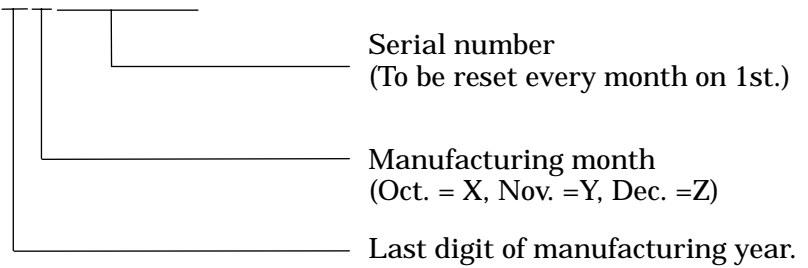 Serial number
(To be reset every month on 1st.)
Manufacturing month
(Oct. = X, Nov. =Y, Dec. =Z)
Last digit of manufacturing year.